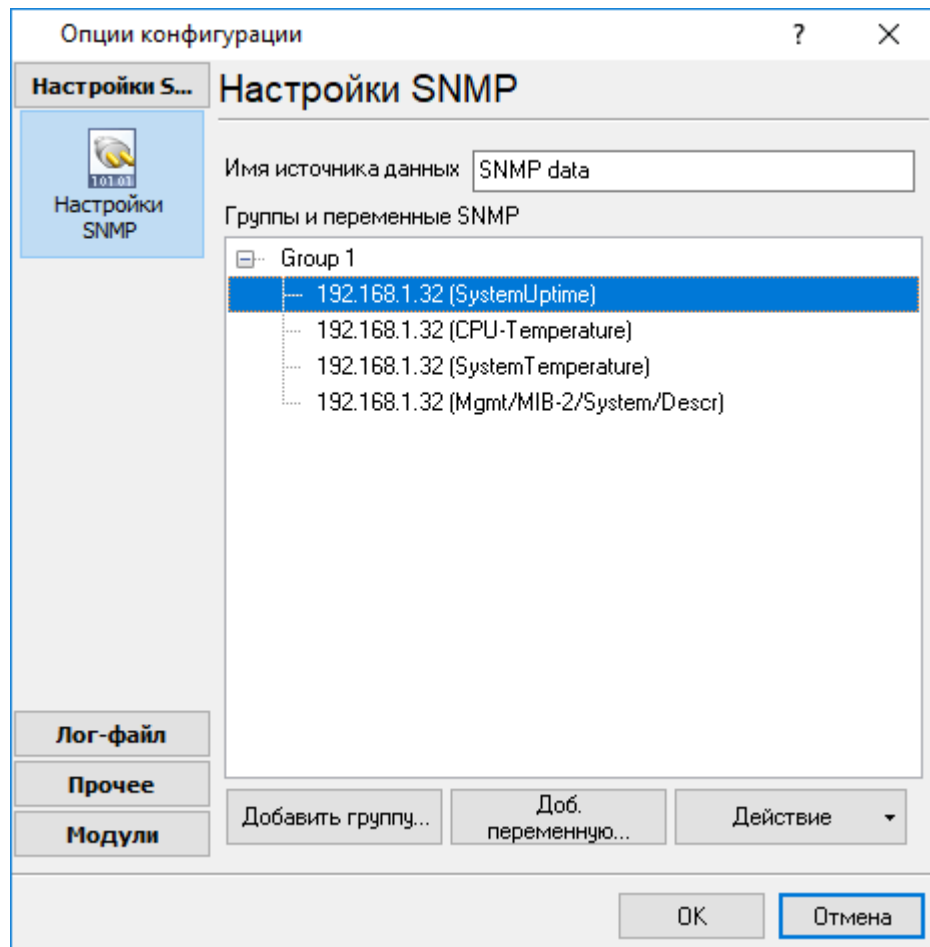 Опции конфигурации
?
Настройки S...
Настройки SNMP
101.01
Настройки
SNMP
Имя источника данных
SNMP data
Группы и переменные SNMP
Group 1
192.168.1.32 (SystemUptime)
192.168.1.32 (CPU-Temperature)
192.168.1.32 (SystemTemperature)
192.168.1.32 (Mgmt/MIB-2/System/Descr)
Лог-файл
Прочее
Модули
Добавить группу...
Доб.
переменную...
Действие
OK
Отмена